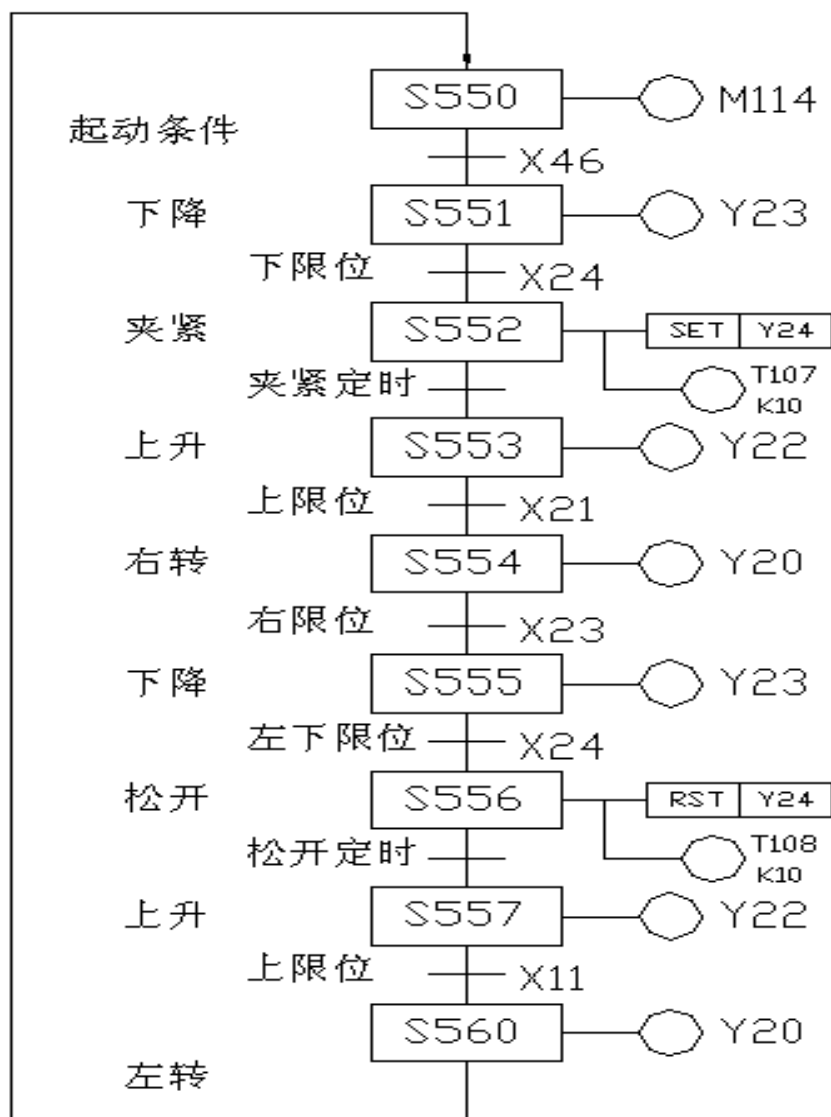 S550 M114
起动条件 X46
下降 S551 Y23
下限位 X24
夹紧 S552 SET Y24
夹紧定时 T107
K10
上升 S553 Y22
上限位 X21
右转 S554 Y20
右限位 X23
下降 S555 Y23
左下限位 X24
松开 S556 RST Y24
松开定时 T108
K10
上升 S557 Y22
上限位 X11
S560 Y20
左转